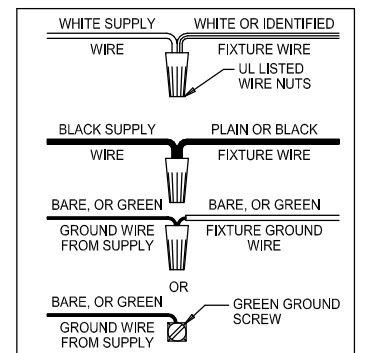 WHITE SUPPLY WHITE OR IDENTIFIED
WIRE FIXTURE WIRE
UL LISTED
WIRE NUTS
BLACK SUPPLY PLAIN OR BLACK
WIRE FIXTURE WIRE
BARE, OR GREEN BARE, OR GREEN
GROUND WIRE FIXTURE GROUND
FROM SUPPLY WIRE
OR
BARE, OR GREEN GREEN GROUND
SCREW
GROUND WIRE
FROM SUPPLY